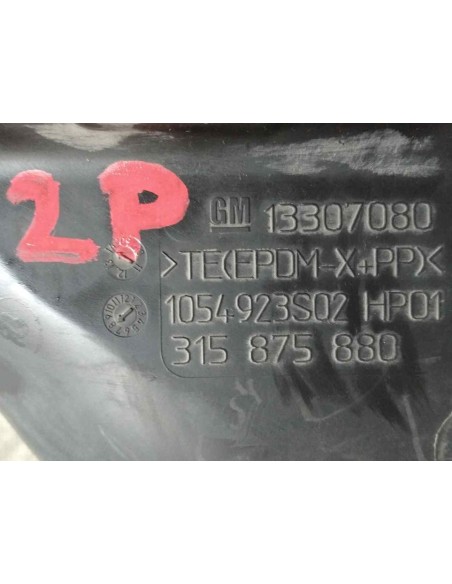 2P
GM 13307080
>TE(EPDM-X+PP)<
1054923S02 HP01
315 875 880